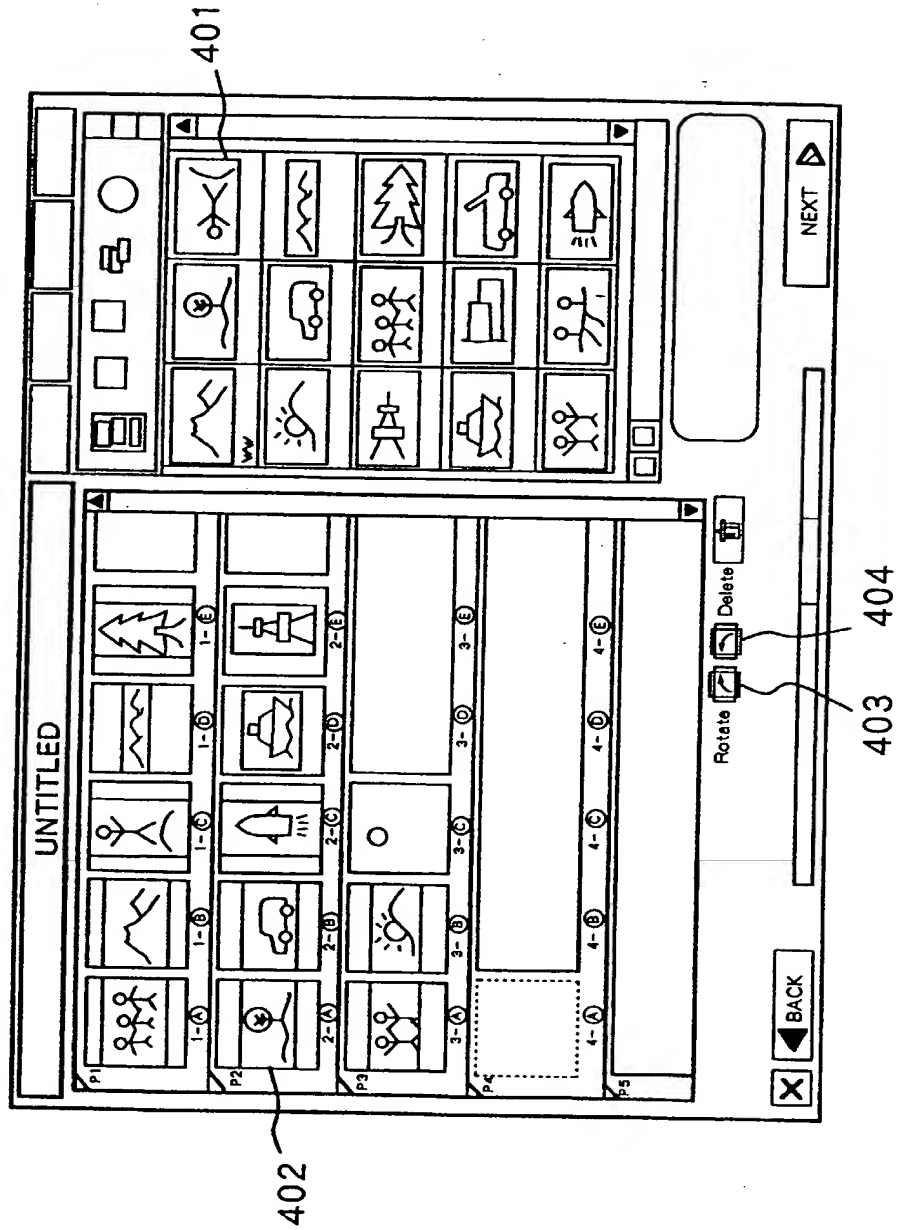 UNTITLED
401
P1
1-Ⓐ 1-Ⓑ 1-Ⓒ 1-Ⓓ 1-Ⓔ
402
P2
2-Ⓐ 2-Ⓑ 2-Ⓒ 2-Ⓓ 2-Ⓔ
P3
3-Ⓐ 3-Ⓑ 3-Ⓒ 3-Ⓓ 3-Ⓔ
P4
4-Ⓐ 4-Ⓑ 4-Ⓒ 4-Ⓓ 4-Ⓔ
P5
Rotate Delete
BACK
NEXT
403 404